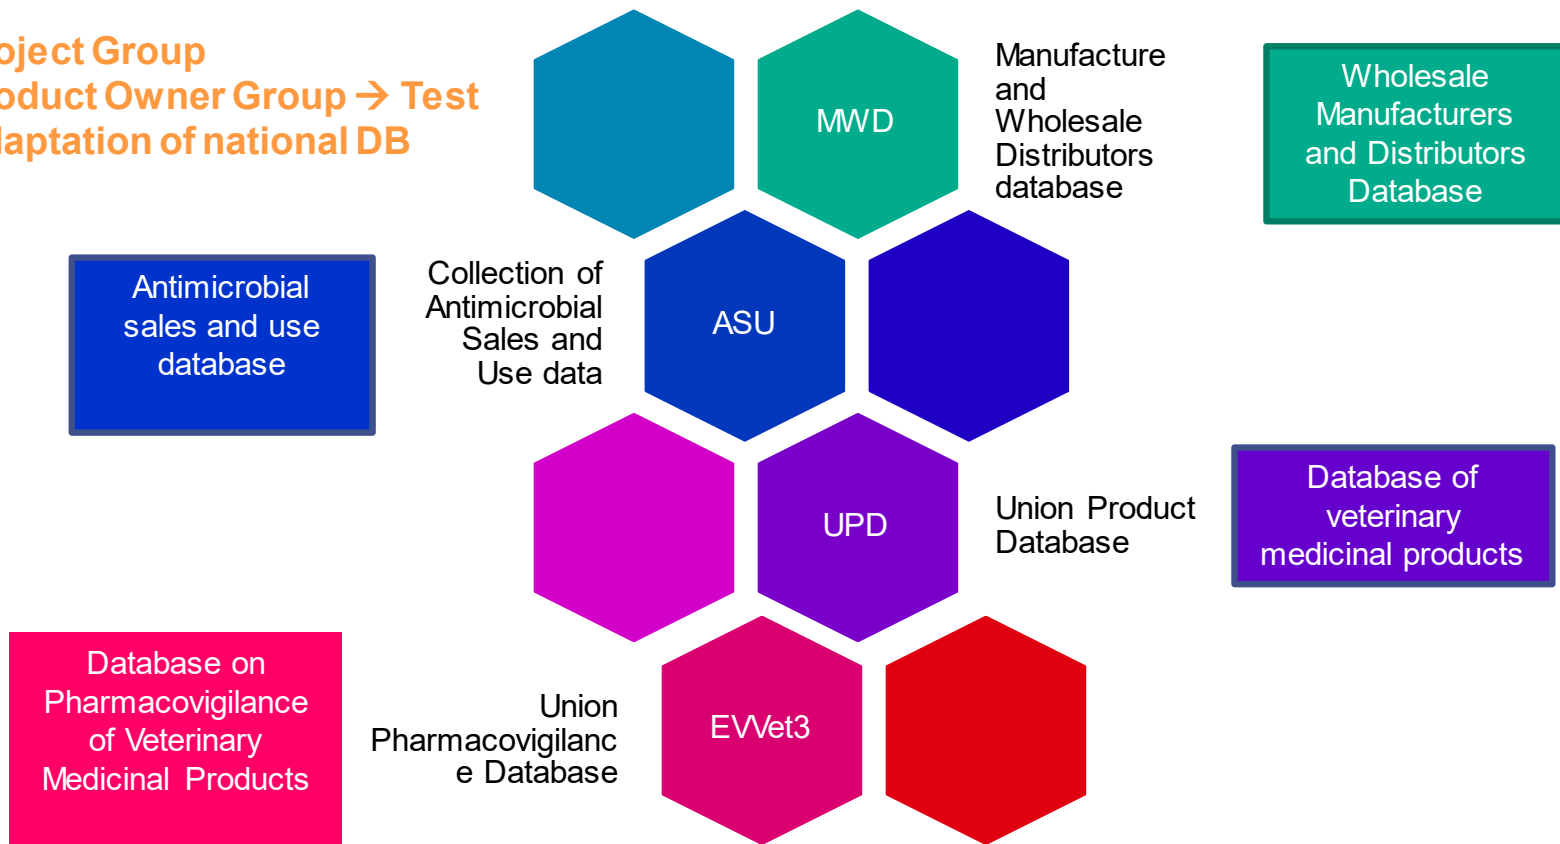 oject Group
oduct Owner Group → Test
laptation of national DB
MWD
Manufacture
and
Wholesale
Distributors
database
Wholesale
Manufacturers
and Distributors
Database
Antimicrobial
sales and use
database
Collection of
Antimicrobial
Sales and
Use data
ASU
UPD
Union Product
Database
Database of
veterinary
medicinal products
Database on
Pharmacovigilance
of Veterinary
Medicinal Products
Union
Pharmacovigilanc
e Database
EVVet3